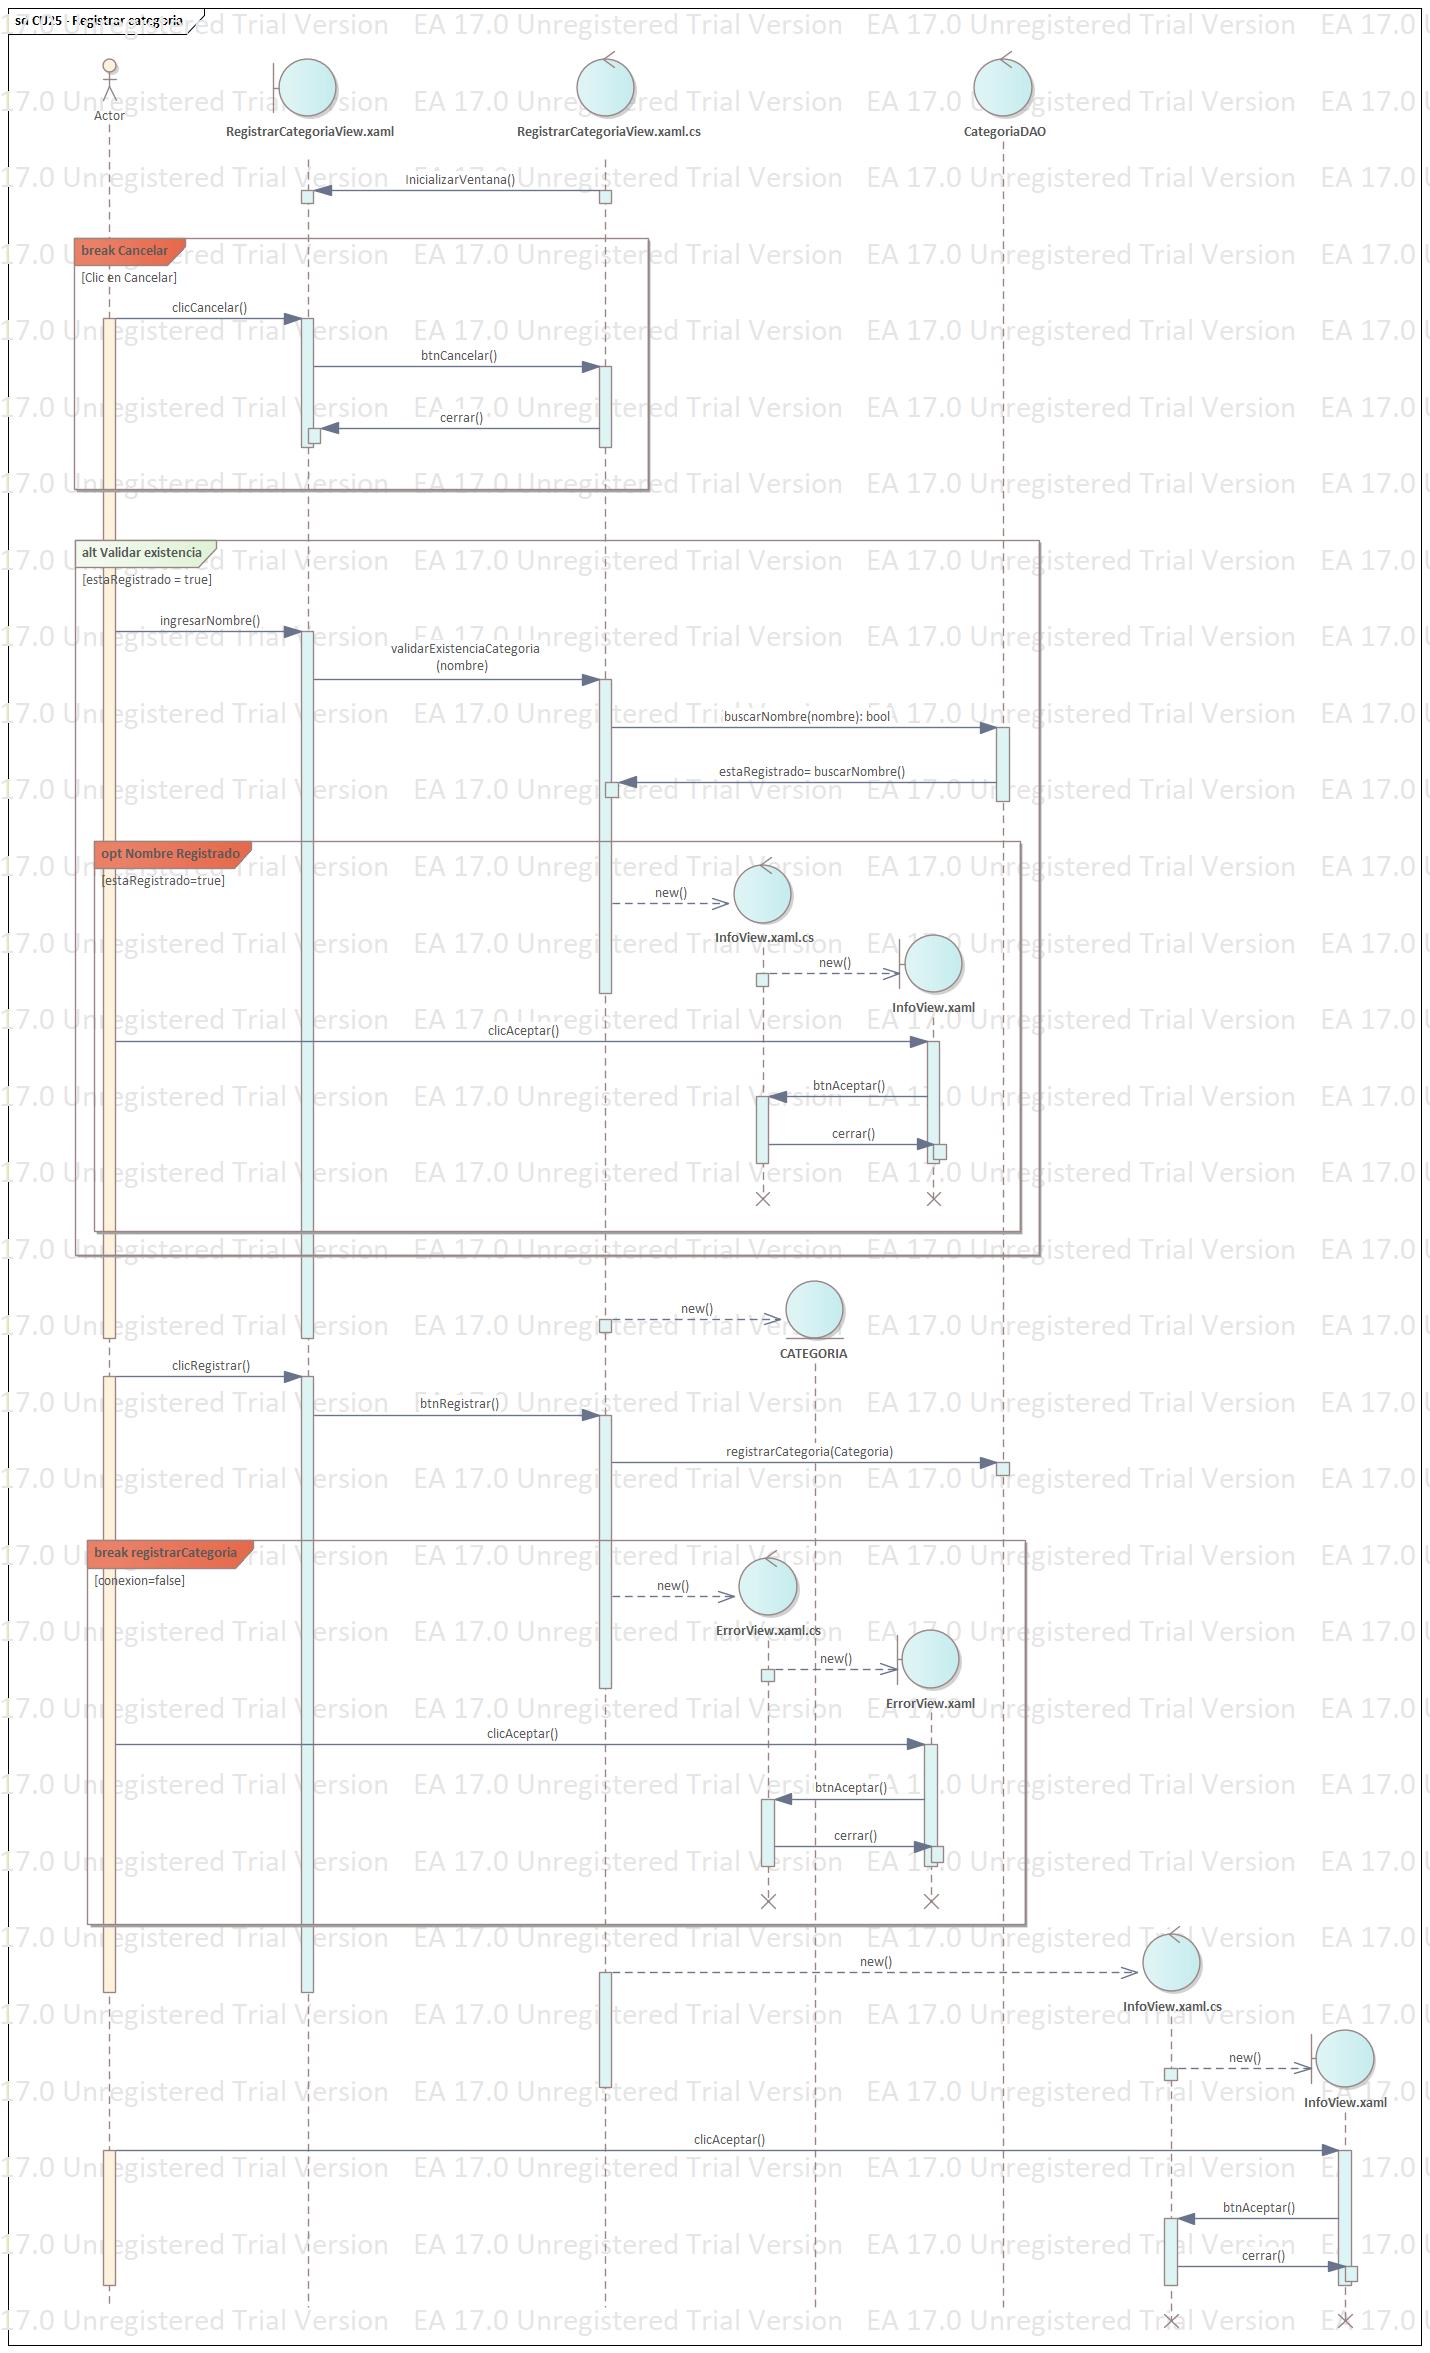 sd CU25 - Registrar categoria
Actor
RegistrarCategoriaView.xaml
RegistrarCategoriaView.xaml.cs
CategoriaDAO
InicializarVentana()
break Cancelar
[Clic en Cancelar]
clicCancelar()
btnCancelar()
cerrar()
alt Validar existencia
[estaRegistrado = true]
ingresarNombre()
validarExistenciaCategoria
(nombre)
buscarNombre(nombre): bool
estaRegistrado= buscarNombre()
opt Nombre Registrado
[estaRegistrado=true]
new()
InfoView.xaml.cs
new()
InfoView.xaml
clicAceptar()
btnAceptar()
cerrar()
new()
CATEGORIA
clicRegistrar()
btnRegistrar()
registrarCategoria(Categoria)
break registrarCategoria
[conexion=false]
new()
ErrorView.xaml.cs
new()
ErrorView.xaml
clicAceptar()
btnAceptar()
cerrar()
new()
InfoView.xaml.cs
new()
InfoView.xaml
clicAceptar()
btnAceptar()
cerrar()
EA 17.0 Unregistered Trial Version